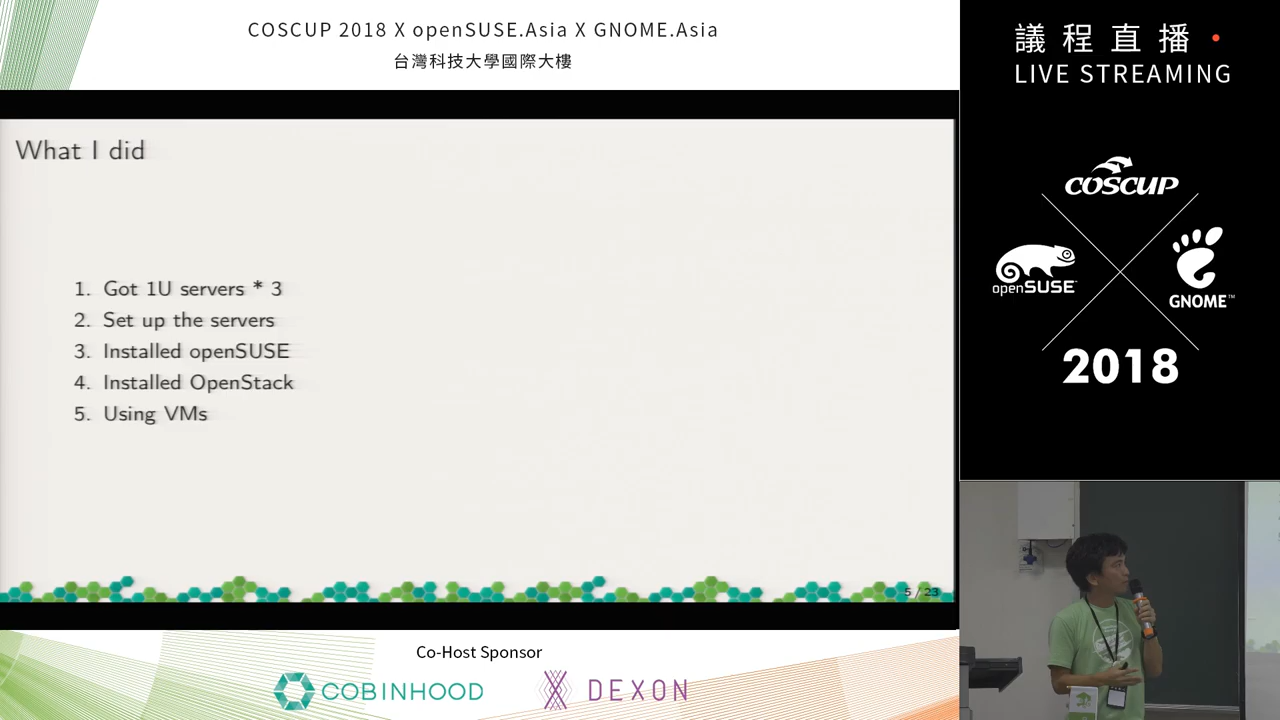 COSCUP 2018 X openSUSE.Asia X GNOME.Asia
台灣科技大學國際大樓
What I did
1. Got 1U servers * 3
2. Set up the servers
3. Installed openSUSE
4. Installed OpenStack
5. Using VMs
5 / 23
Co-Host Sponsor
COBINHOOD
DEXON
議程直播
LIVE STREAMING
COSCUP
openSUSE
GNOME™
2018